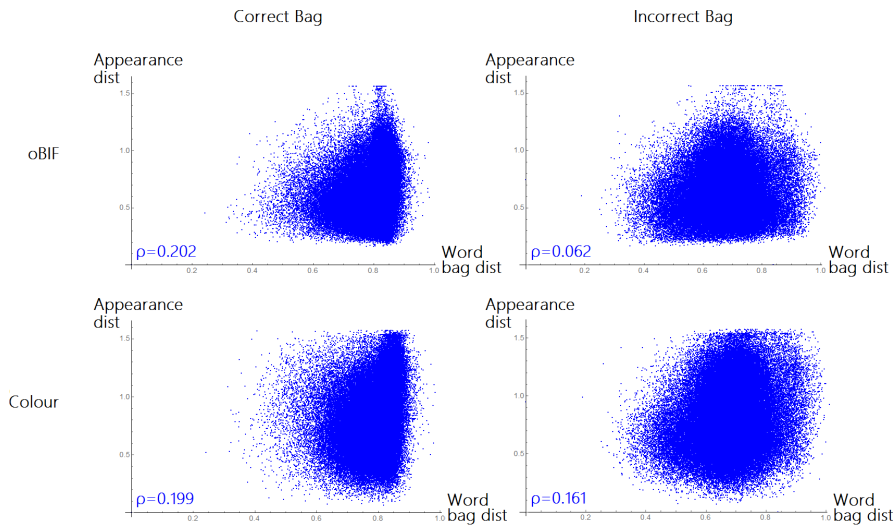 Correct Bag
Incorrect Bag
Appearance
dist
1.5
1.0
0.5
oBIF
ρ=0.202
Word
bag dist
0.2 0.4 0.6 0.8 1.0
Appearance
dist
1.5
1.0
0.5
ρ=0.062
Word
bag dist
0.2 0.4 0.6 0.8 1.0
Appearance
dist
1.5
1.0
0.5
Colour
ρ=0.199
Word
bag dist
0.2 0.4 0.6 0.8 1.0
Appearance
dist
1.5
1.0
0.5
ρ=0.161
Word
bag dist
0.2 0.4 0.6 0.8 1.0